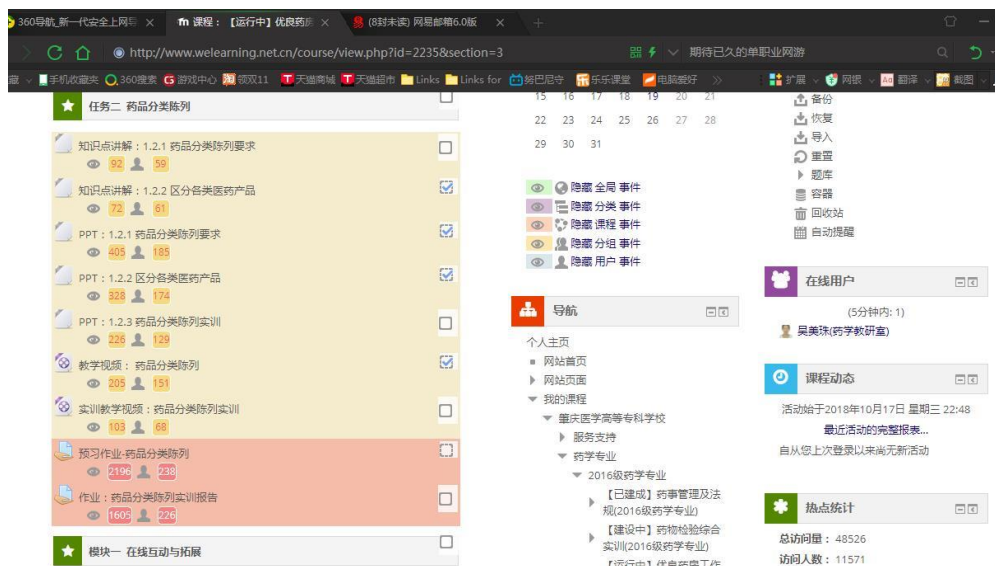 360导航_新一代安全上网导
课程：【运行中】优良药房
(8封未读) 网易邮箱6.0版
http://www.welearning.net.cn/course/view.php?id=2235&section=3
期待已久的单职业网游
藏
手机收藏夹
360搜索
游戏中心
领双11
天猫商城
天猫超市
Links
Links for
姆巴尼守
乐乐课堂
电脑爱好
扩展
网银
翻译
截图
任务二 药品分类陈列
知识点讲解：1.2.1 药品分类陈列要求
92 59
知识点讲解：1.2.2 区分各类医药产品
72 61
PPT：1.2.1 药品分类陈列要求
405 185
PPT：1.2.2 区分各类医药产品
328 174
PPT：1.2.3 药品分类陈列实训
226 129
教学视频： 药品分类陈列
205 151
实训教学视频：药品分类陈列实训
103 68
预习作业-药品分类陈列
2196 238
作业：药品分类陈列实训报告
1605 226
模块一 在线互动与拓展
15 16 17 18 19 20 21
22 23 24 25 26 27 28
29 30 31
隐藏 全局 事件
隐藏 分类 事件
隐藏 课程 事件
隐藏 分组 事件
隐藏 用户 事件
导航
个人主页
网站首页
网站页面
我的课程
肇庆医学高等专科学校
服务支持
药学专业
2016级药学专业
【已建成】药事管理及法
规(2016级药学专业)
【建设中】药物检验综合
实训(2016级药学专业)
【运行中】优良药房工作
备份
恢复
导入
重置
题库
容器
回收站
自动提醒
在线用户
(5分钟内: 1)
吴美珠(药学教研室)
课程动态
活动始于2018年10月17日 星期三 22:48
最近活动的完整报表...
自从您上次登录以来尚无新活动
热点统计
总访问量： 48526
访问人数： 11571